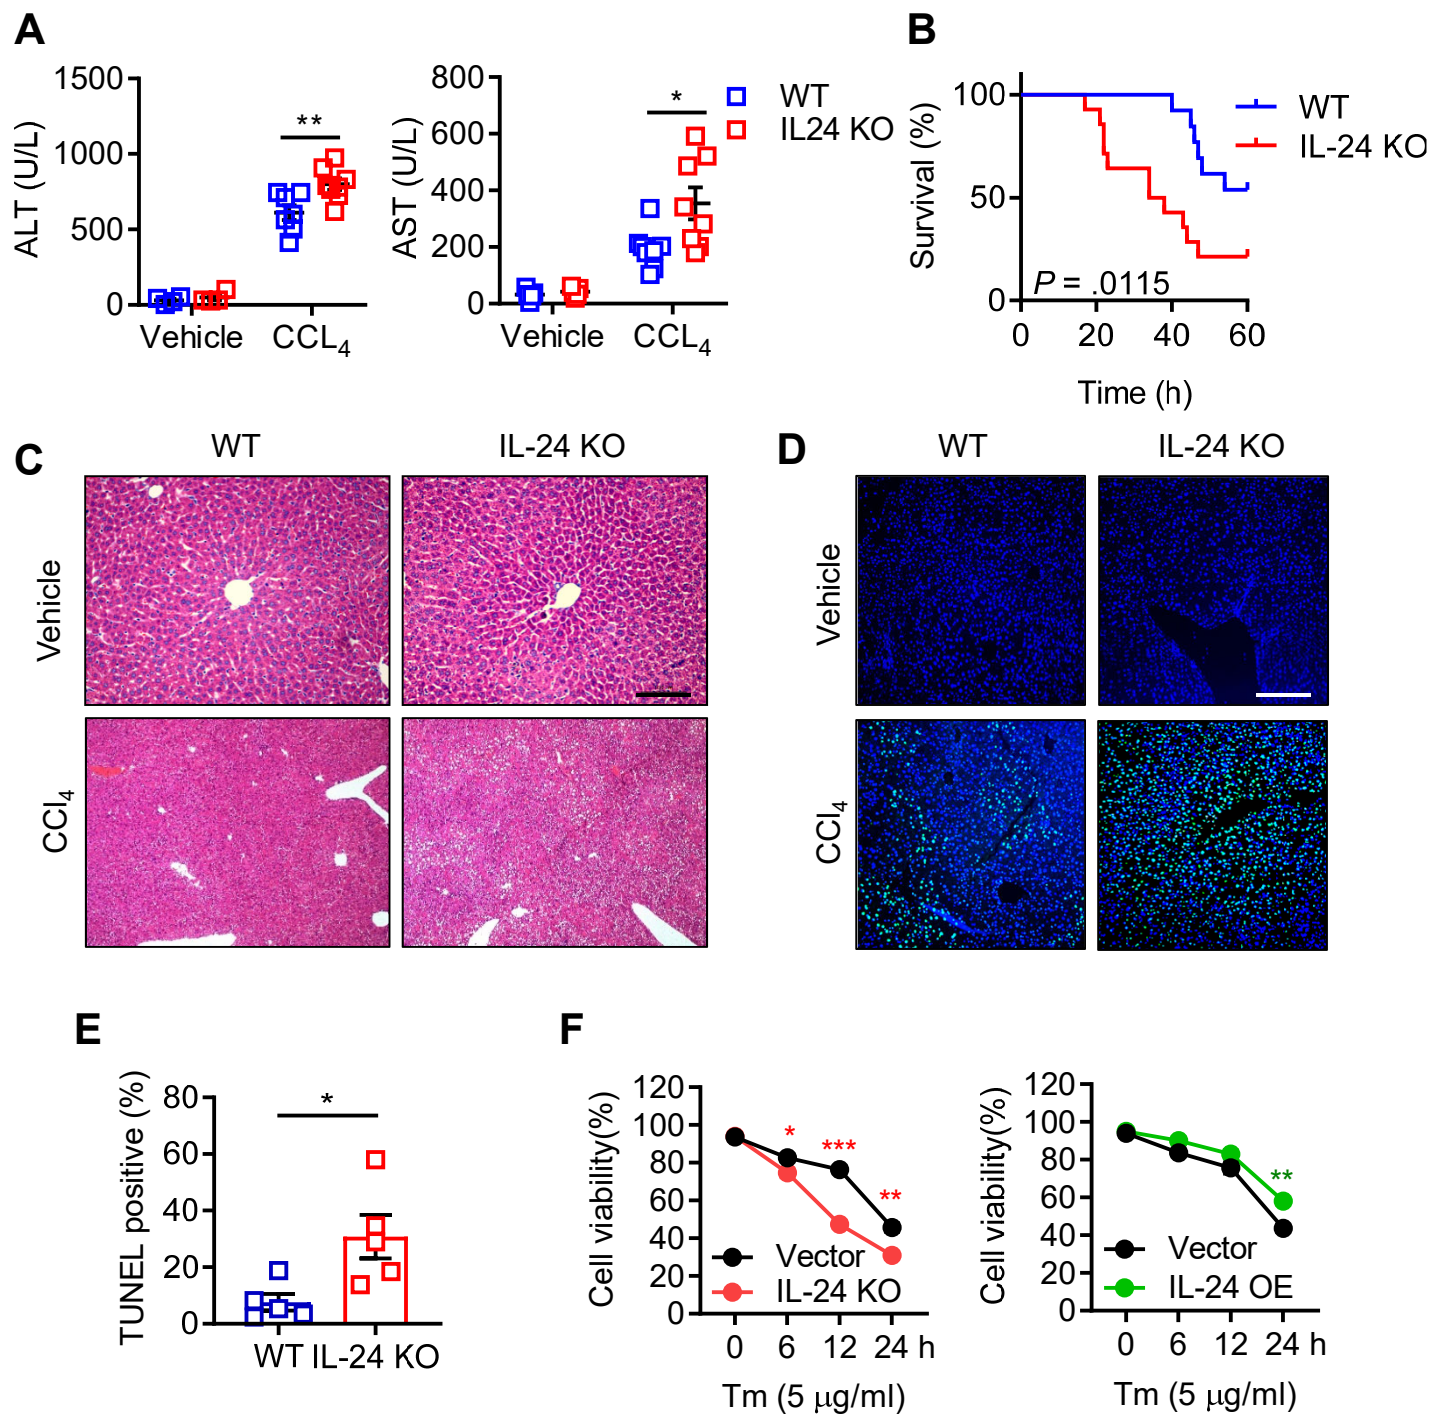 A
ALT (U/L)
1500
1000
500
0
**
Vehicle
CCL4
AST (U/L)
800
600
400
200
0
*
Vehicle
CCL4
WT
IL24 KO
B
Survival (%)
100
50
0
P = .0115
0 20 40 60
Time (h)
WT
IL-24 KO
C
WT
IL-24 KO
Vehicle
CCl4
D
WT
IL-24 KO
Vehicle
CCl4
E
TUNEL positive (%)
80
60
40
20
0
*
WT IL-24 KO
F
Cell viability(%)
120
100
80
60
40
20
0
*
***
**
Vector
IL-24 KO
0 6 12 24 h
Tm (5 μg/ml)
Cell viability(%)
120
100
80
60
40
20
0
**
Vector
IL-24 OE
0 6 12 24 h
Tm (5 μg/ml)